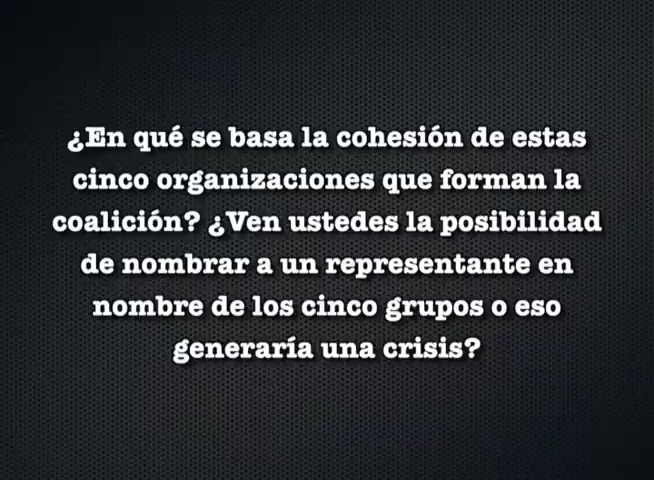 ¿En qué se basa la cohesión de estas
cinco organizaciones que forman la
coalición? ¿Ven ustedes la posibilidad
de nombrar a un representante en
nombre de los cinco grupos o eso
generaría una crisis?